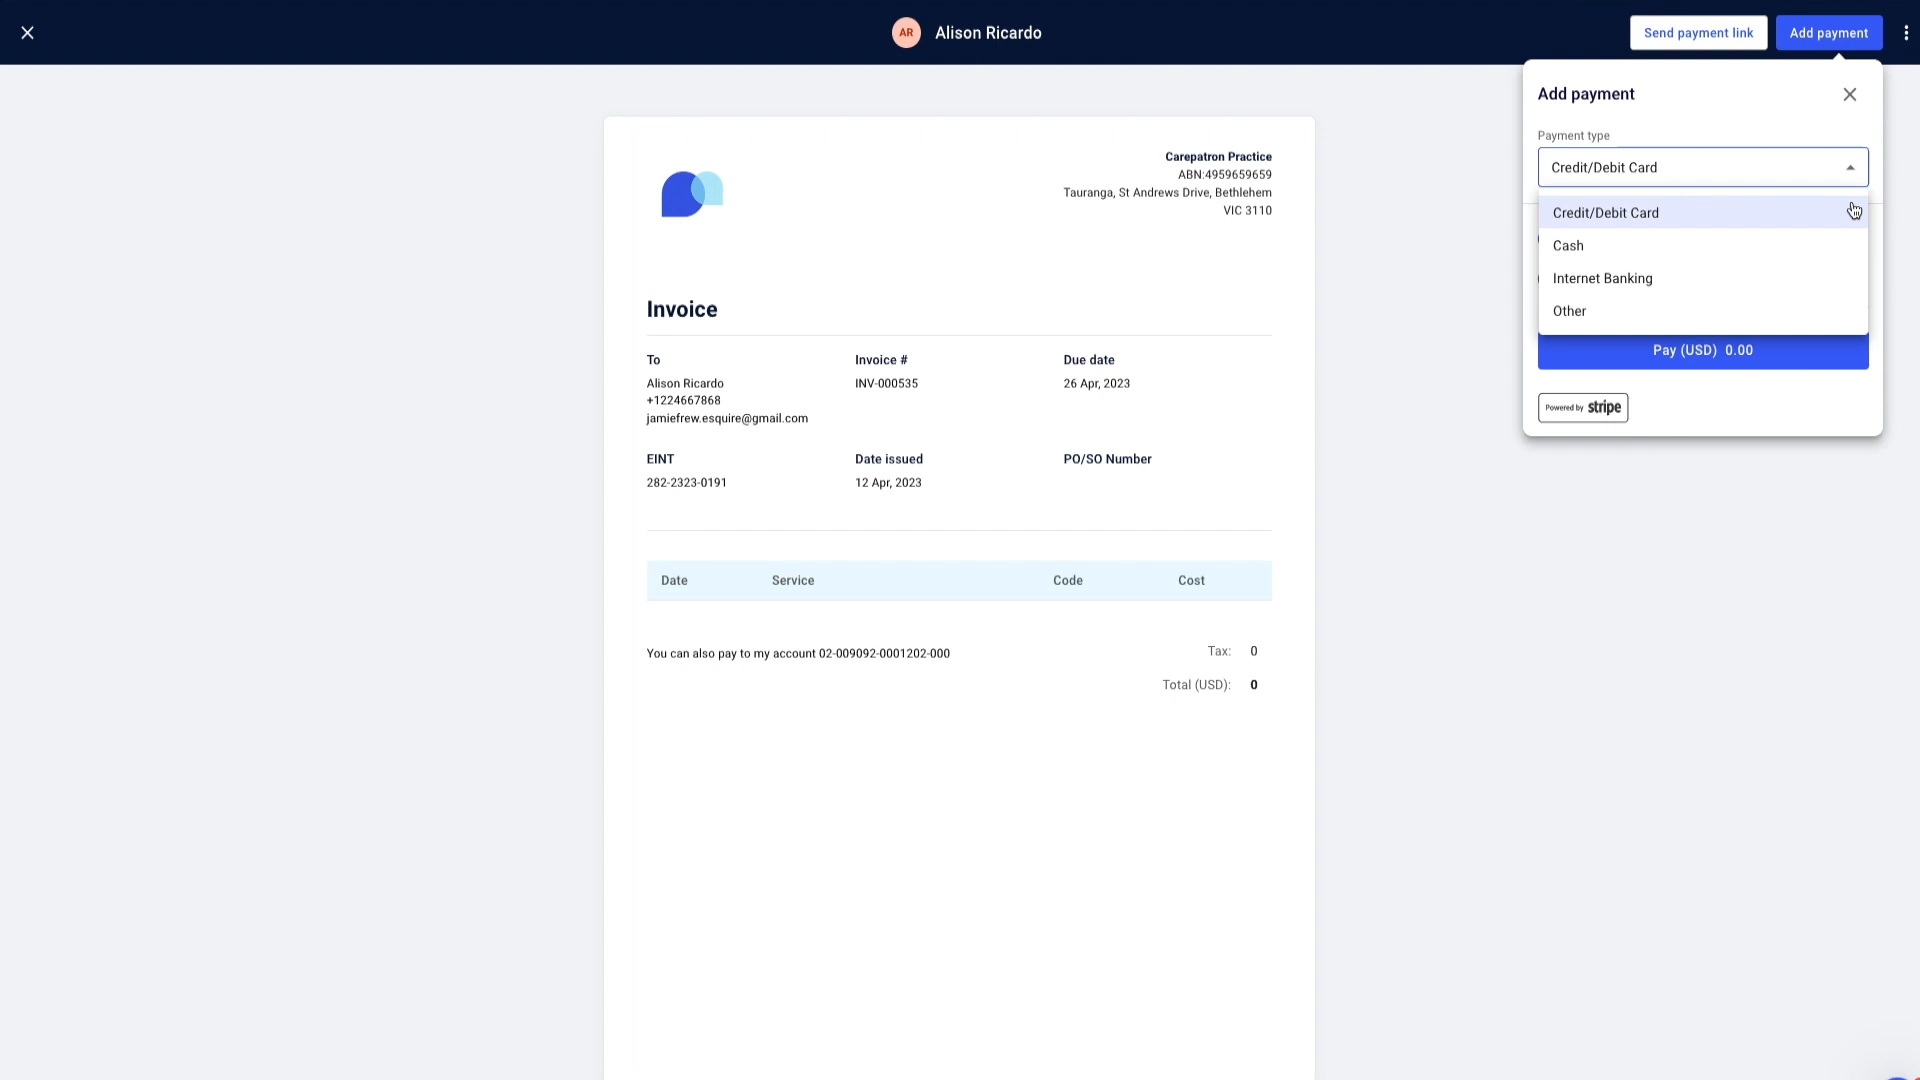 AR
Alison Ricardo
Send payment link
Add payment
Add payment
Payment type
Credit/Debit Card
Credit/Debit Card
Cash
Internet Banking
Other
Pay (USD) 0.00
Powered by stripe
Carepatron Practice
ABN:4959659659
Tauranga, St Andrews Drive, Bethlehem
VIC 3110
Invoice
To
Invoice #
Due date
Alison Ricardo
INV-000535
26 Apr, 2023
+1224667868
jamiefrew.esquire@gmail.com
EINT
Date issued
PO/SO Number
282-2323-0191
12 Apr, 2023
Date Service Code Cost
You can also pay to my account 02-009092-0001202-000
Tax: 0
Total (USD): 0